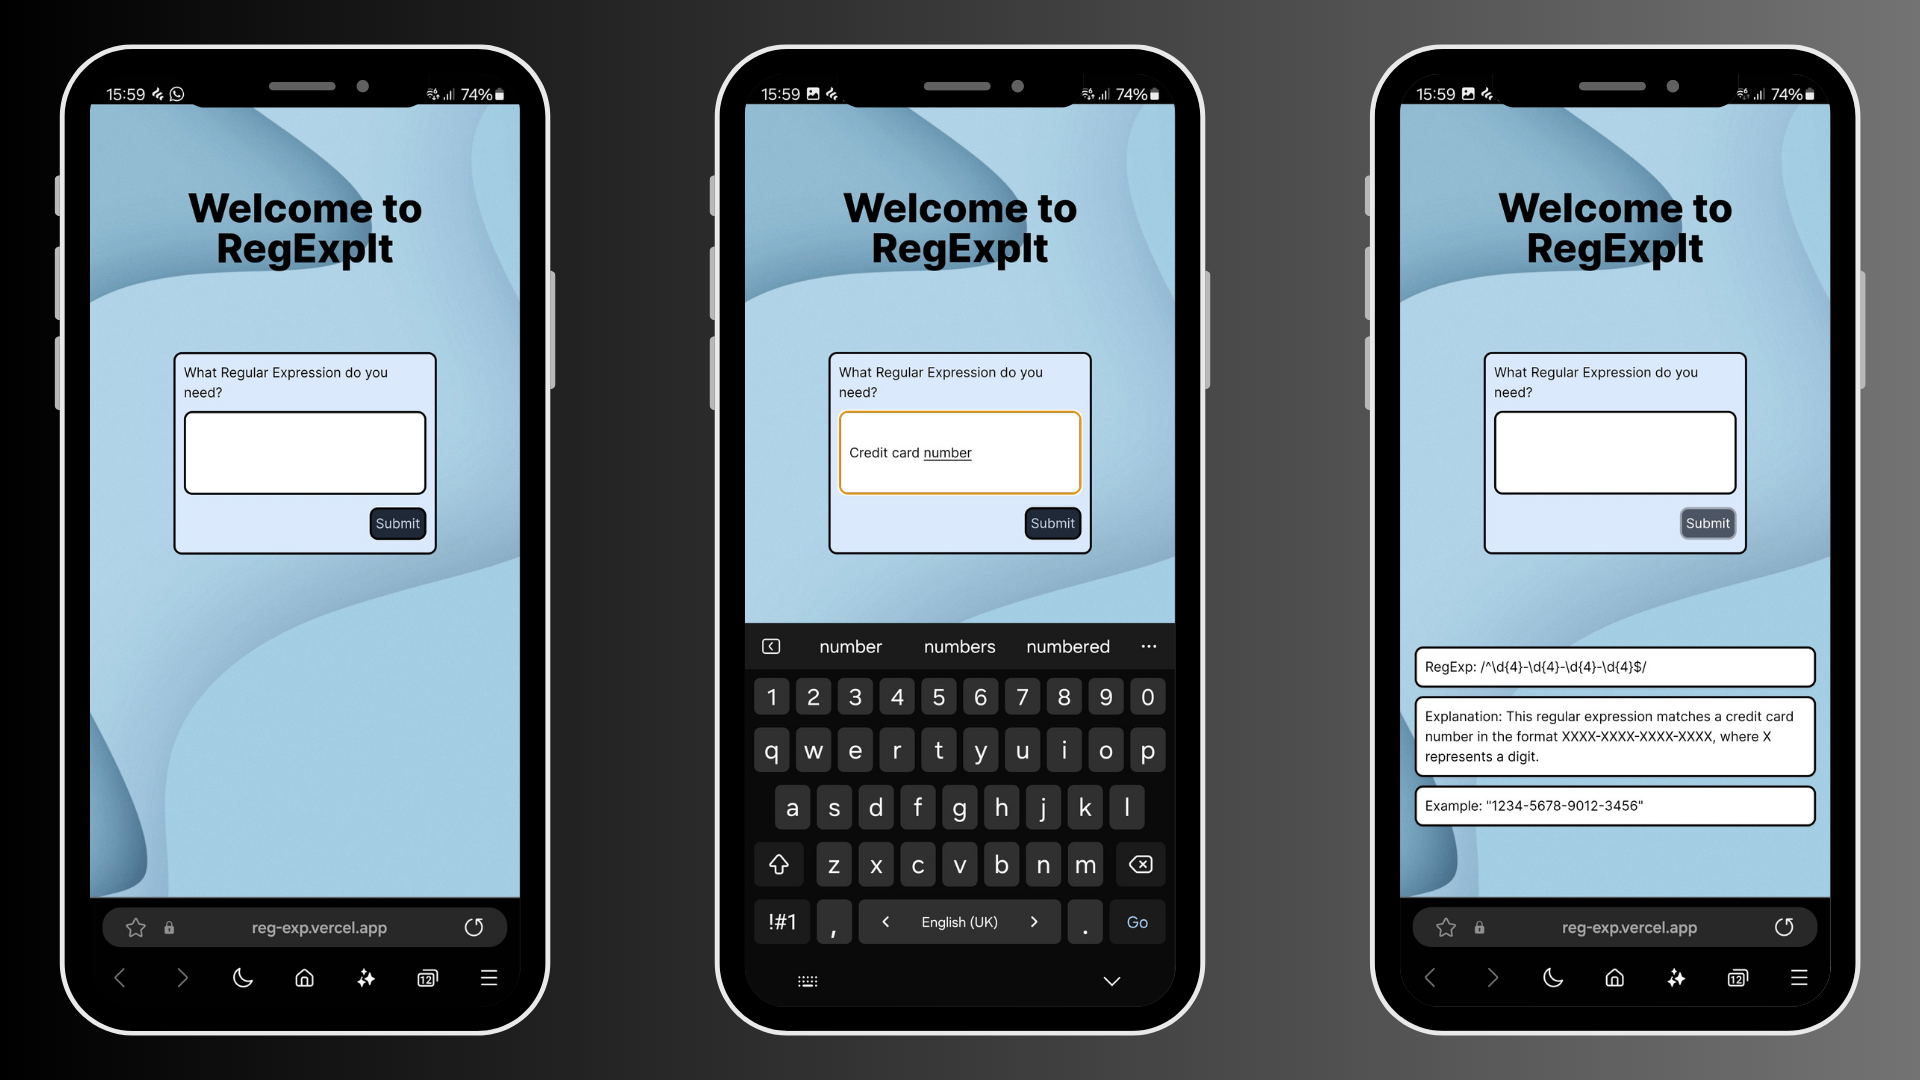 15:59
74%
Welcome to
RegExpIt
What Regular Expression do you
need?
Submit
reg-exp.vercel.app
12
15:59
74%
Welcome to
RegExpIt
What Regular Expression do you
need?
Credit card number
Submit
number numbers numbered ...
1 2 3 4 5 6 7 8 9 0
q w e r t y u i o p
a s d f g h j k l
z x c v b n m
!#1 , < English (UK) > . Go
15:59
74%
Welcome to
RegExpIt
What Regular Expression do you
need?
Submit
RegExp: /^\d{4}-\d{4}-\d{4}-\d{4}$/
Explanation: This regular expression matches a credit card
number in the format XXXX-XXXX-XXXX-XXXX, where X
represents a digit.
Example: "1234-5678-9012-3456"
reg-exp.vercel.app
12